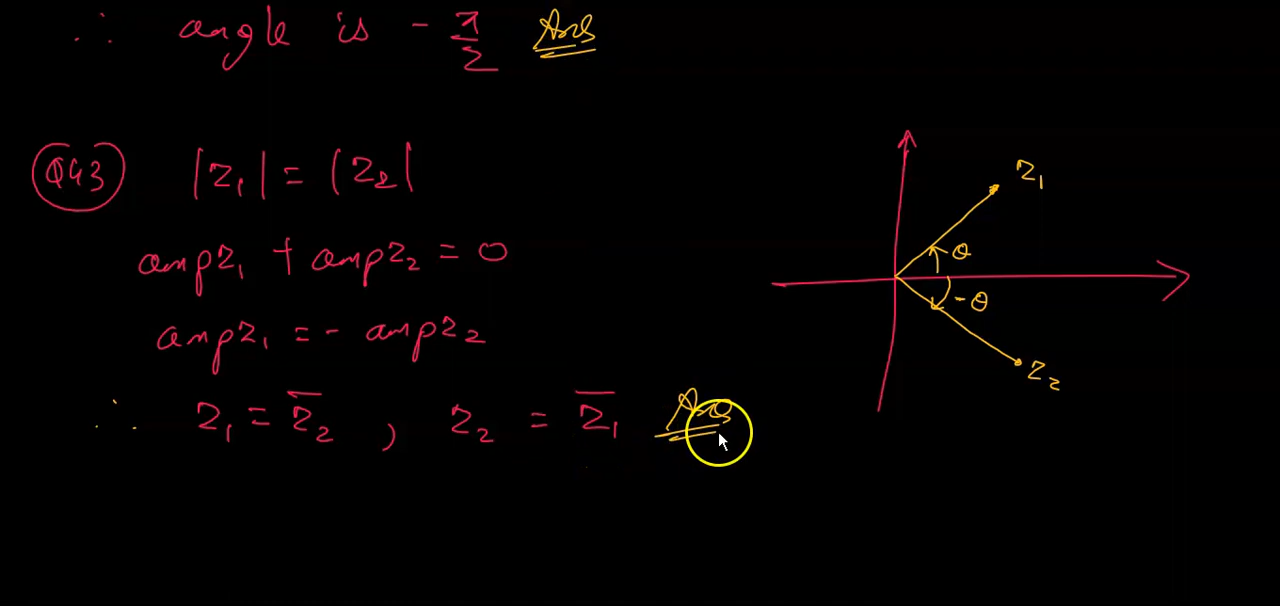 ∴ angle is - π/2 Ans
Q43 |z₁| = |z₂|
amp z₁ + amp z₂ = 0
amp z₁ = - amp z₂
∴ z₁ = z̅₂ , z₂ = z̅₁ Ans
z₁
θ
-θ
z₂